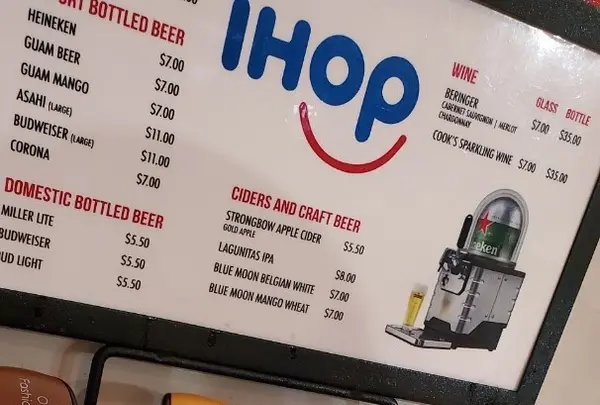 ORT BOTTLED BEER
HEINEKEN $7.00
GUAM BEER $7.00
GUAM MANGO $7.00
ASAHI (LARGE) $11.00
BUDWEISER (LARGE) $11.00
CORONA $7.00
DOMESTIC BOTTLED BEER
MILLER LITE $5.50
BUDWEISER $5.50
UD LIGHT $5.50
IHOP
CIDERS AND CRAFT BEER
STRONGBOW APPLE CIDER $5.50
GOLD APPLE
LAGUNITAS IPA $8.00
BLUE MOON BELGIAN WHITE $7.00
BLUE MOON MANGO WHEAT $7.00
WINE GLASS BOTTLE
BERINGER $7.00 $35.00
CABERNET SAUVIGNON | MERLOT
CHARDONNAY
COOK'S SPARKLING WINE $7.00 $35.00
eken
O
Fashio